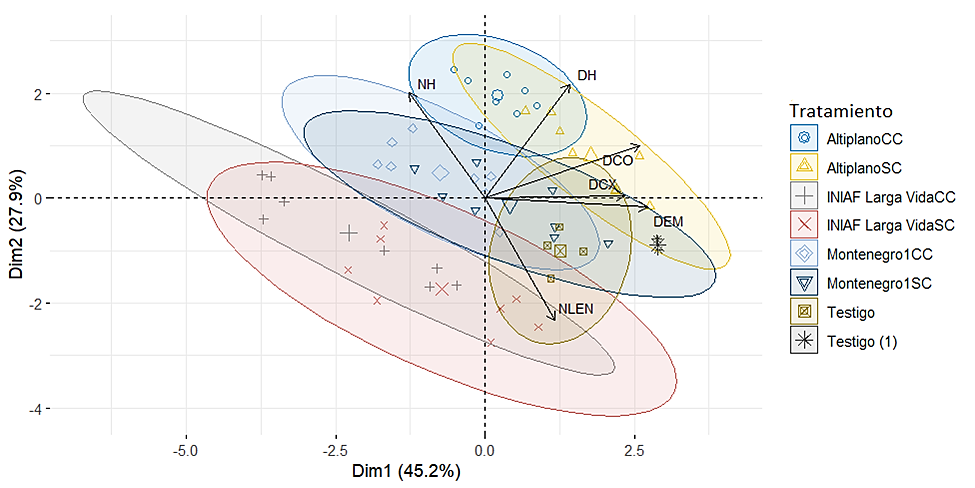 NH
DH
DCO
DCX
DEM
NLEN
2
0
-2
-4
-5.0
-2.5
0.0
2.5
Dim1 (45.2%)
Dim2 (27.9%)
Tratamiento
AltiplanoCC
AltiplanoSC
INIAF Larga VidaCC
INIAF Larga VidaSC
Montenegro1CC
Montenegro1SC
Testigo
Testigo (1)